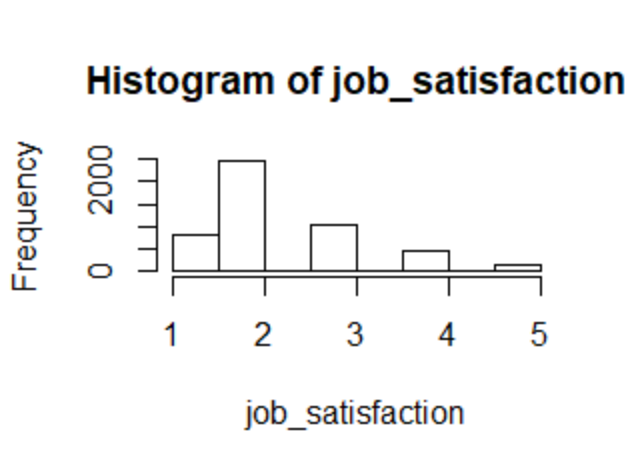 Histogram of job_satisfaction
Frequency
2000
0
1 2 3 4 5
job_satisfaction